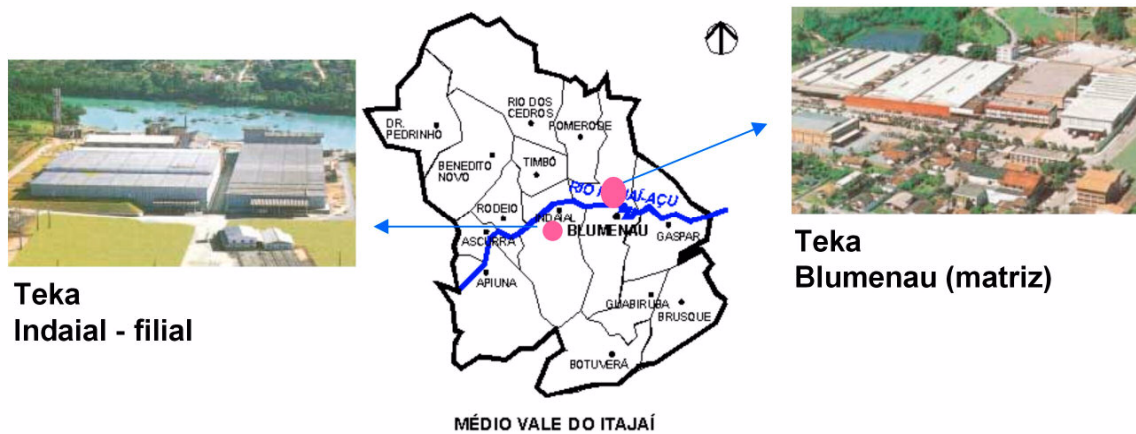 Teka
Indaial - filial
DR.
PEDRINHO
RIO DOS
CEDROS
POMERODE
BENEDITO
NOVO
TIMBÓ
RODEIO
INDAIAL
ASCURRA
BLUMENAU
GASPAR
APIUNA
GUABIRUBA
BRUSQUE
BOTUVERÁ
MÉDIO VALE DO ITAJAÍ
Teka
Blumenau (matriz)